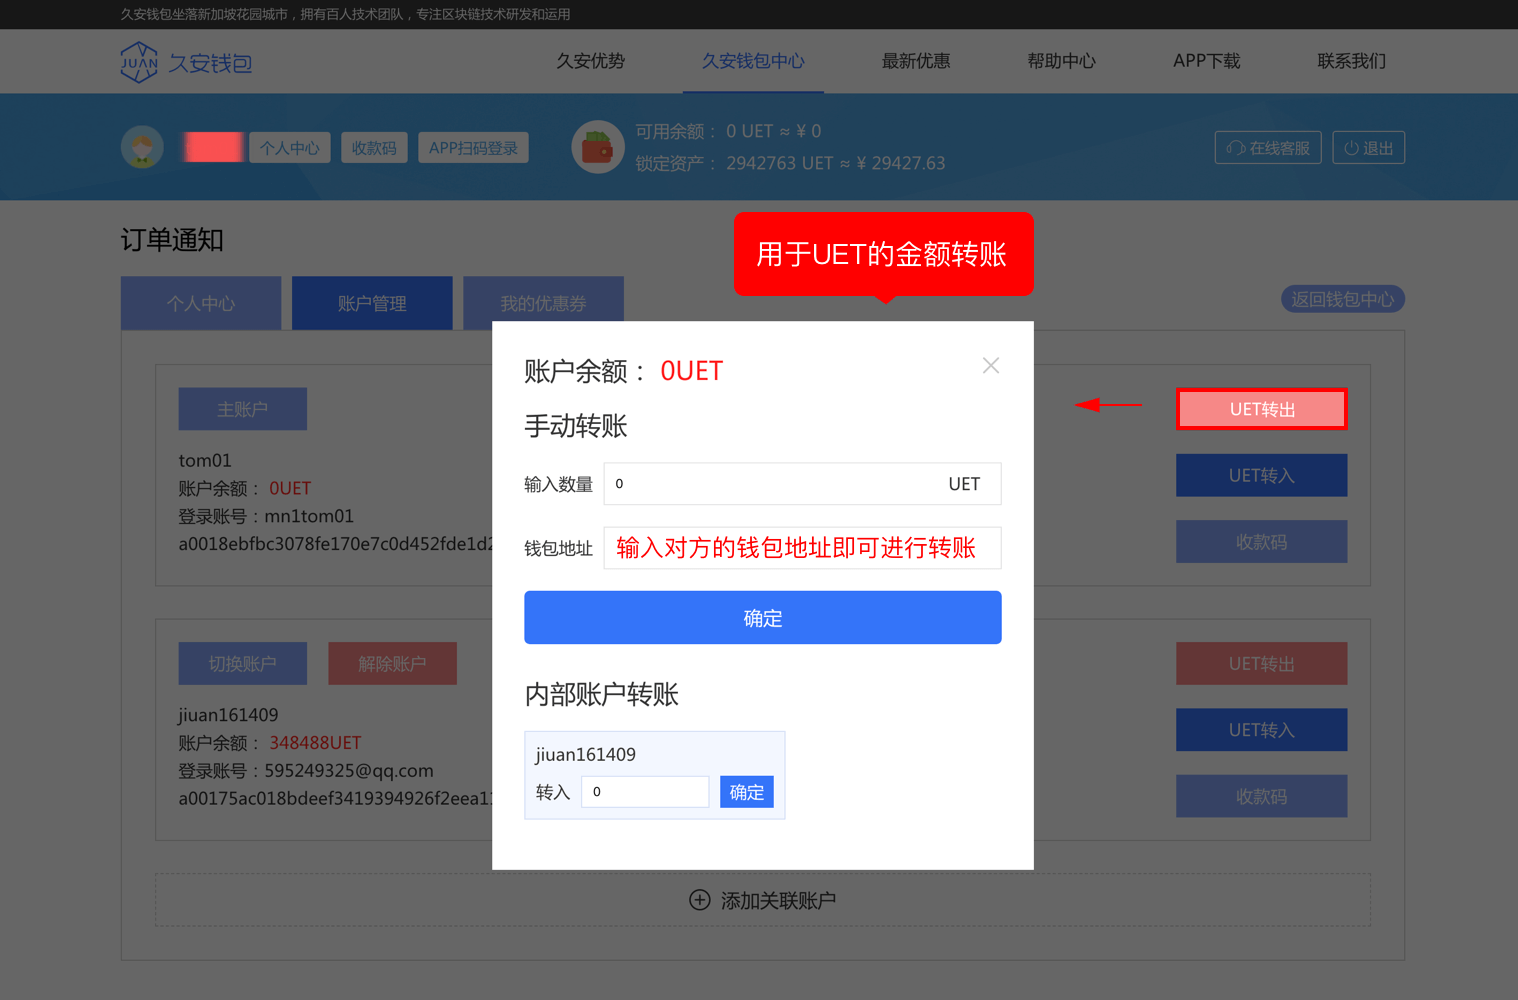 久安钱包坐落新加坡花园城市，拥有百人技术团队，专注区块链技术研发和运用
JUAN 久安钱包
久安优势 久安钱包中心 最新优惠 帮助中心 APP下载 联系我们
个人中心 收款码 APP扫码登录
可用余额： 0 UET ≈ ¥ 0
锁定资产： 2942763 UET ≈ ¥ 29427.63
在线客服 退出
订单通知
用于UET的金额转账
个人中心 账户管理 我的优惠券 返回钱包中心
主账户
tom01
账户余额： 0UET
登录账号：mn1tom01
a0018ebfbc3078fe170e7c0d452fde1d2
UET转出
UET转入
收款码
账户余额： 0UET
手动转账
输入数量 0 UET
钱包地址 输入对方的钱包地址即可进行转账
确定
内部账户转账
jiuan161409
转入 0 确定
切换账户 解除账户
jiuan161409
账户余额： 348488UET
登录账号：595249325@qq.com
a00175ac018bdeef3419394926f2eea1
UET转出
UET转入
收款码
添加关联账户